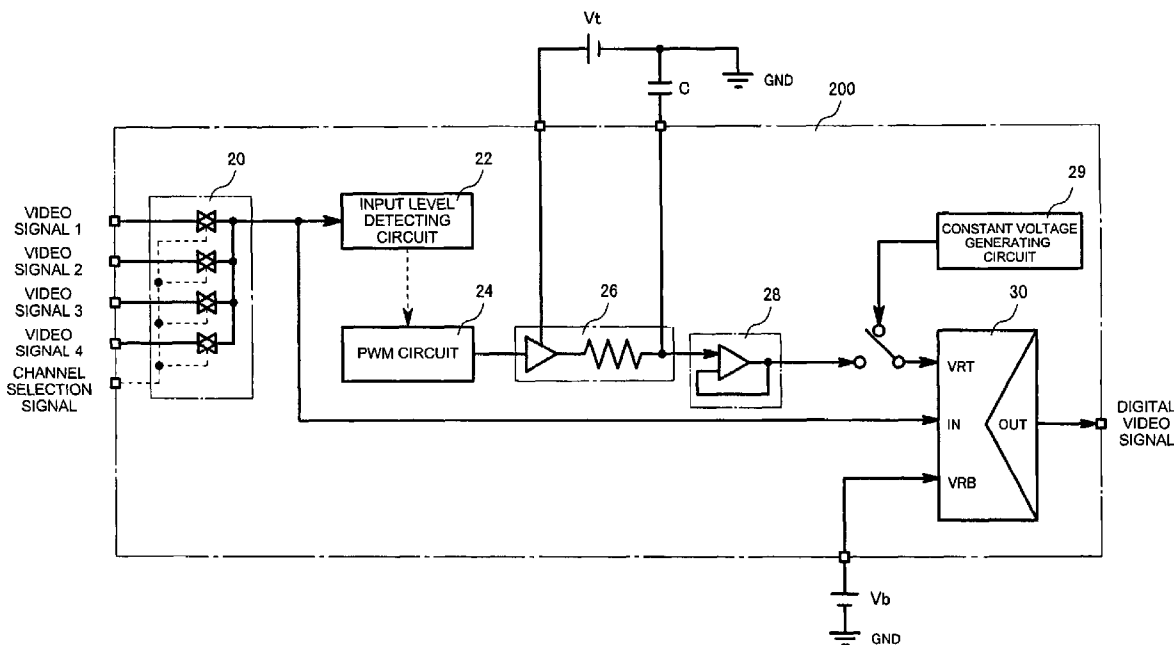 Vt
GND
C
200
20
22
29
VIDEO
SIGNAL 1
INPUT LEVEL
DETECTING
CIRCUIT
CONSTANT VOLTAGE
GENERATING
CIRCUIT
VIDEO
SIGNAL 2
VIDEO
SIGNAL 3
24
26
28
30
VIDEO
SIGNAL 4
PWM CIRCUIT
VRT
CHANNEL
SELECTION
SIGNAL
IN
OUT
DIGITAL
VIDEO
SIGNAL
VRB
Vb
GND